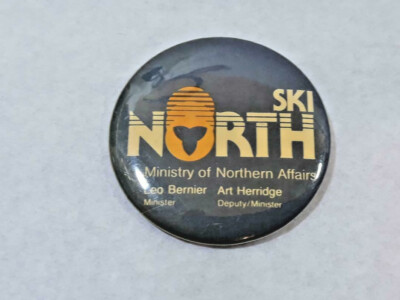 SKI
NORTH
Ministry of Northern Affairs
Leo Bernier Art Herridge
Minister Deputy/Minister